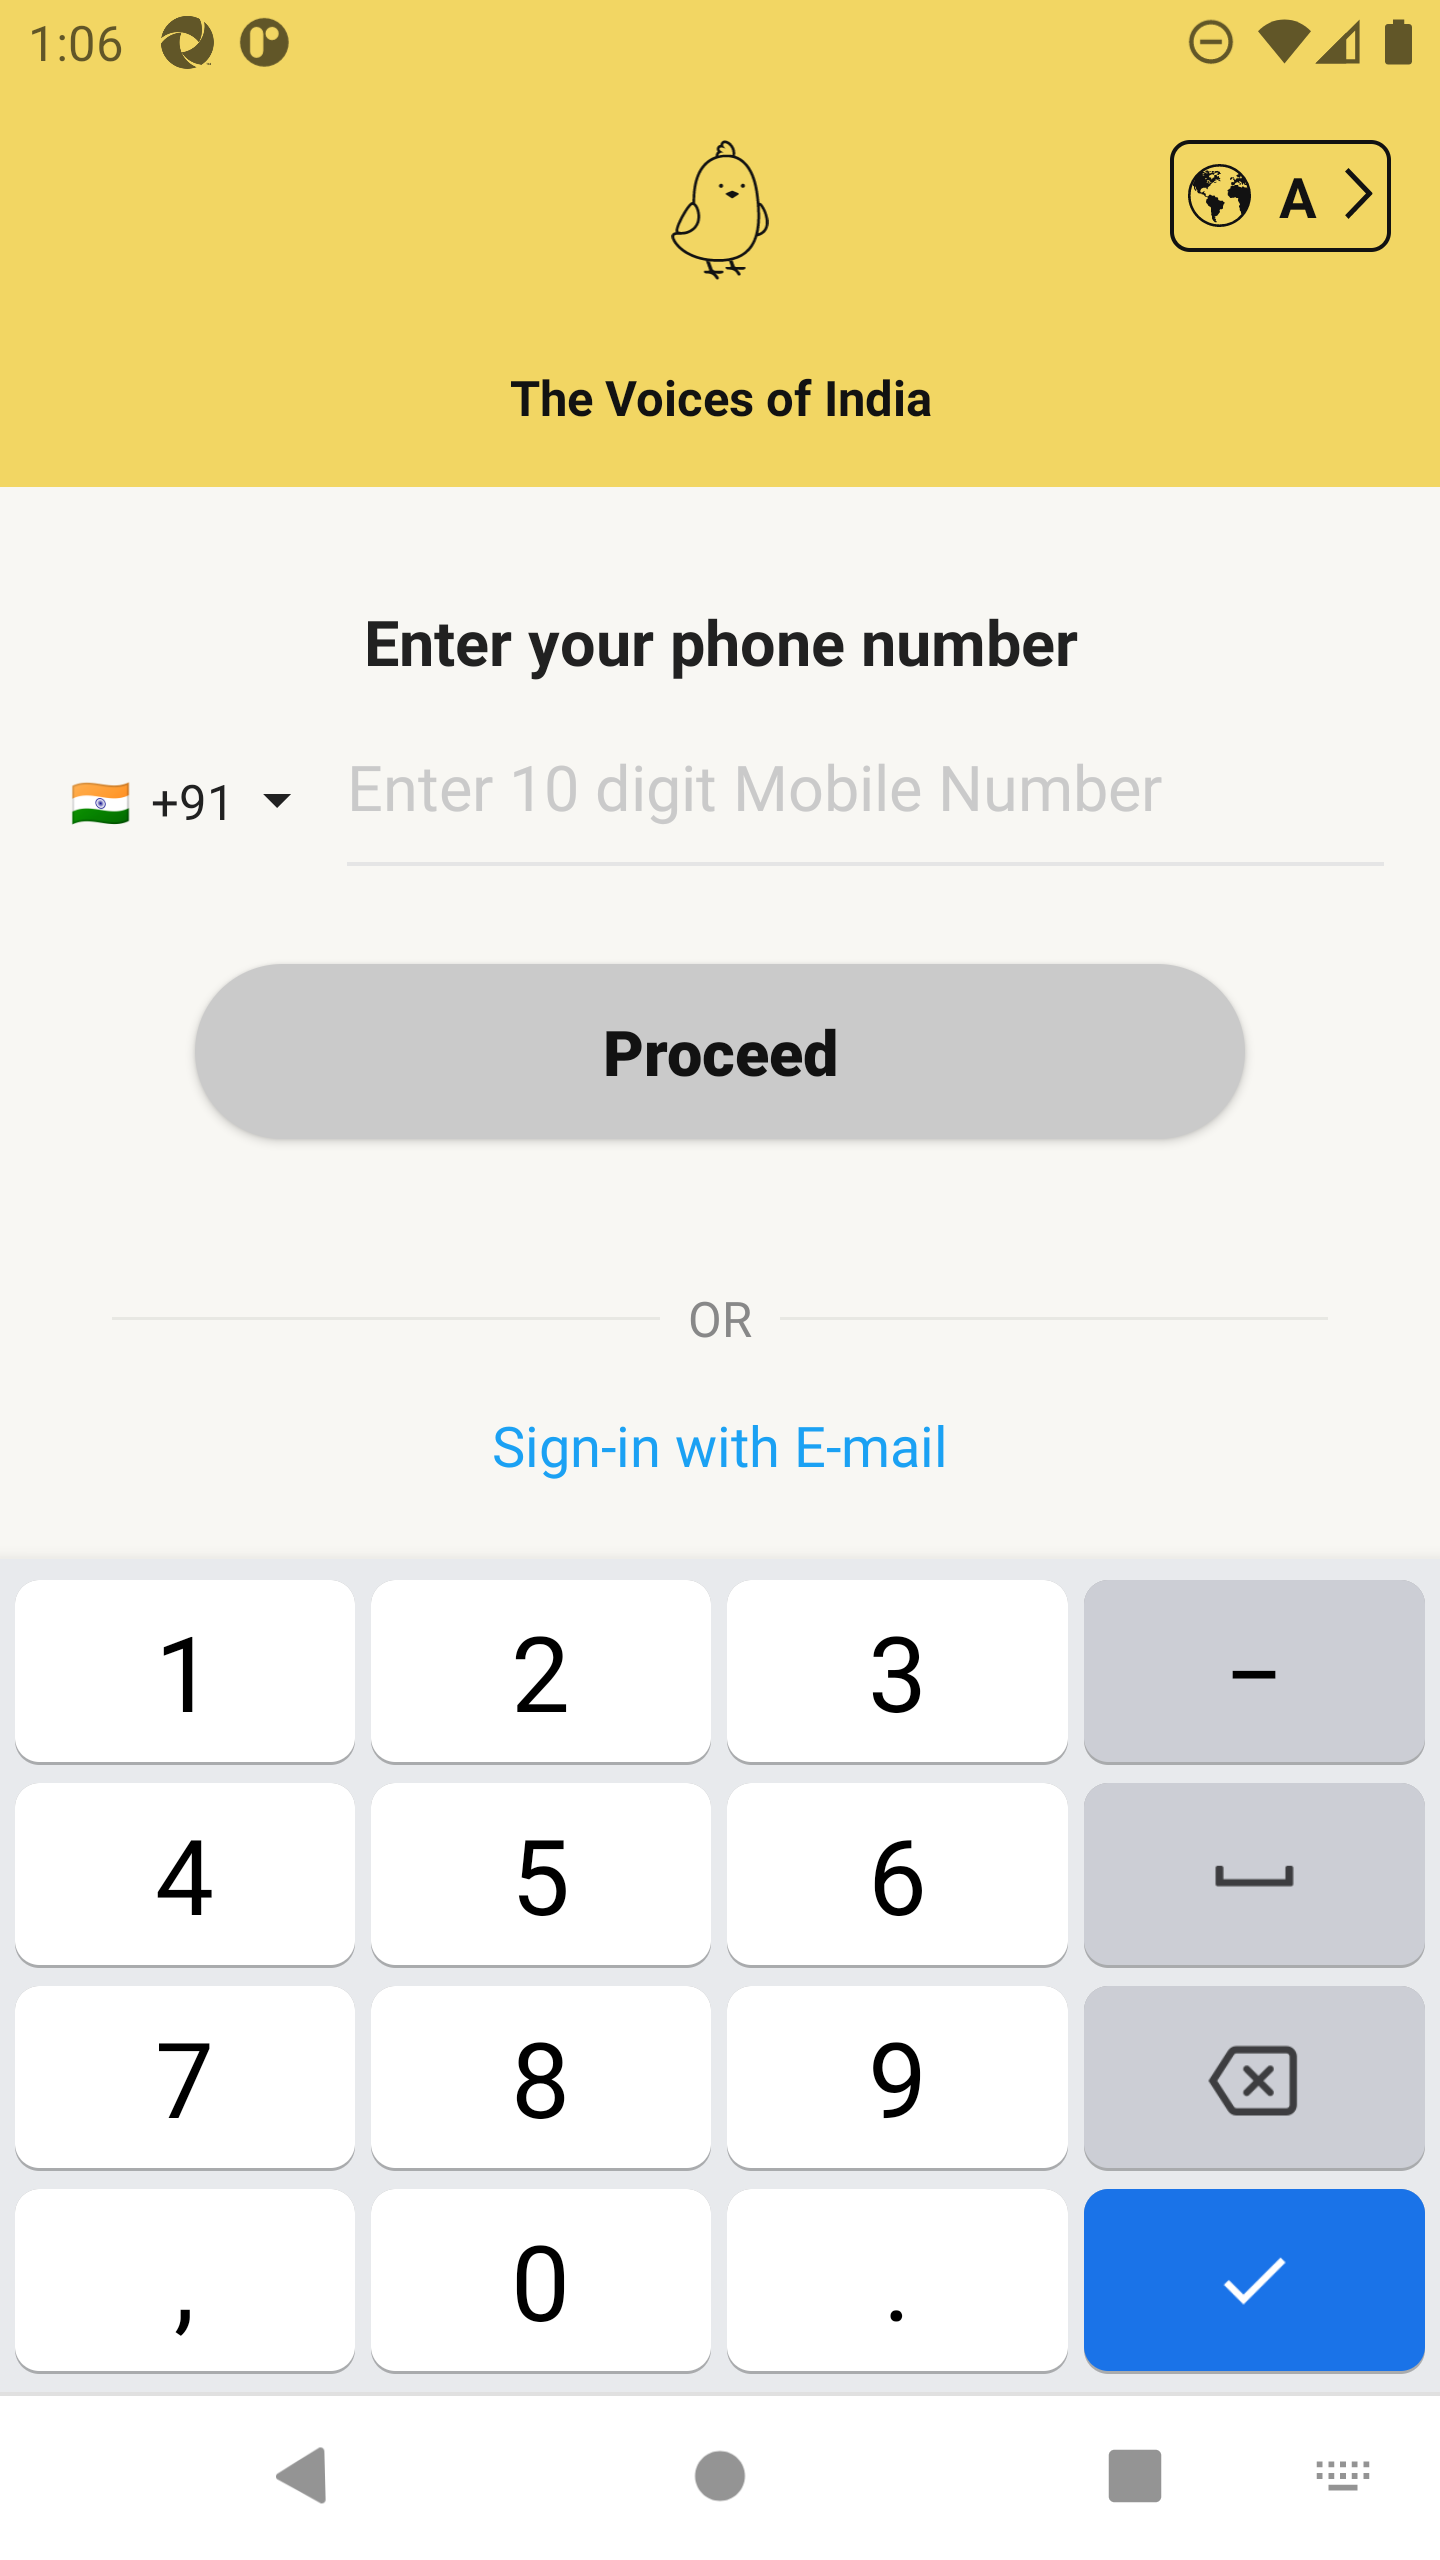 1:06
A
The Voices of India
Enter your phone number
+91
Enter 10 digit Mobile Number
Proceed
OR
Sign-in with E-mail
1 2 3 –
4 5 6
7 8 9
, 0 .